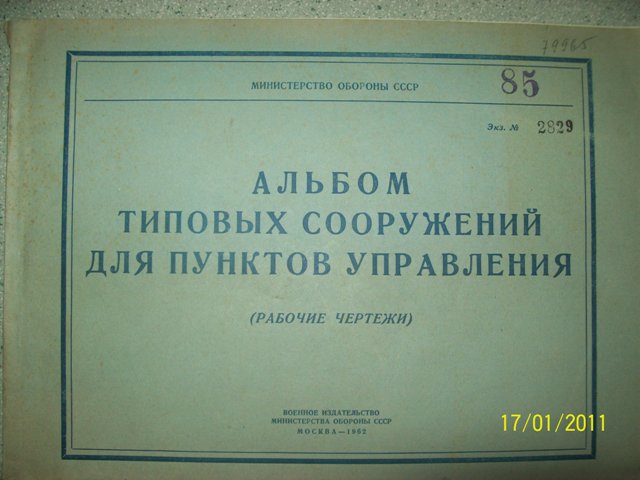 79965
МИНИСТЕРСТВО ОБОРОНЫ СССР
85
Экз. № 2829
АЛЬБОМ
ТИПОВЫХ СООРУЖЕНИЙ
ДЛЯ ПУНКТОВ УПРАВЛЕНИЯ
(РАБОЧИЕ ЧЕРТЕЖИ)
ВОЕННОЕ ИЗДАТЕЛЬСТВО
МИНИСТЕРСТВА ОБОРОНЫ СССР
МОСКВА—1962
17/01/2011